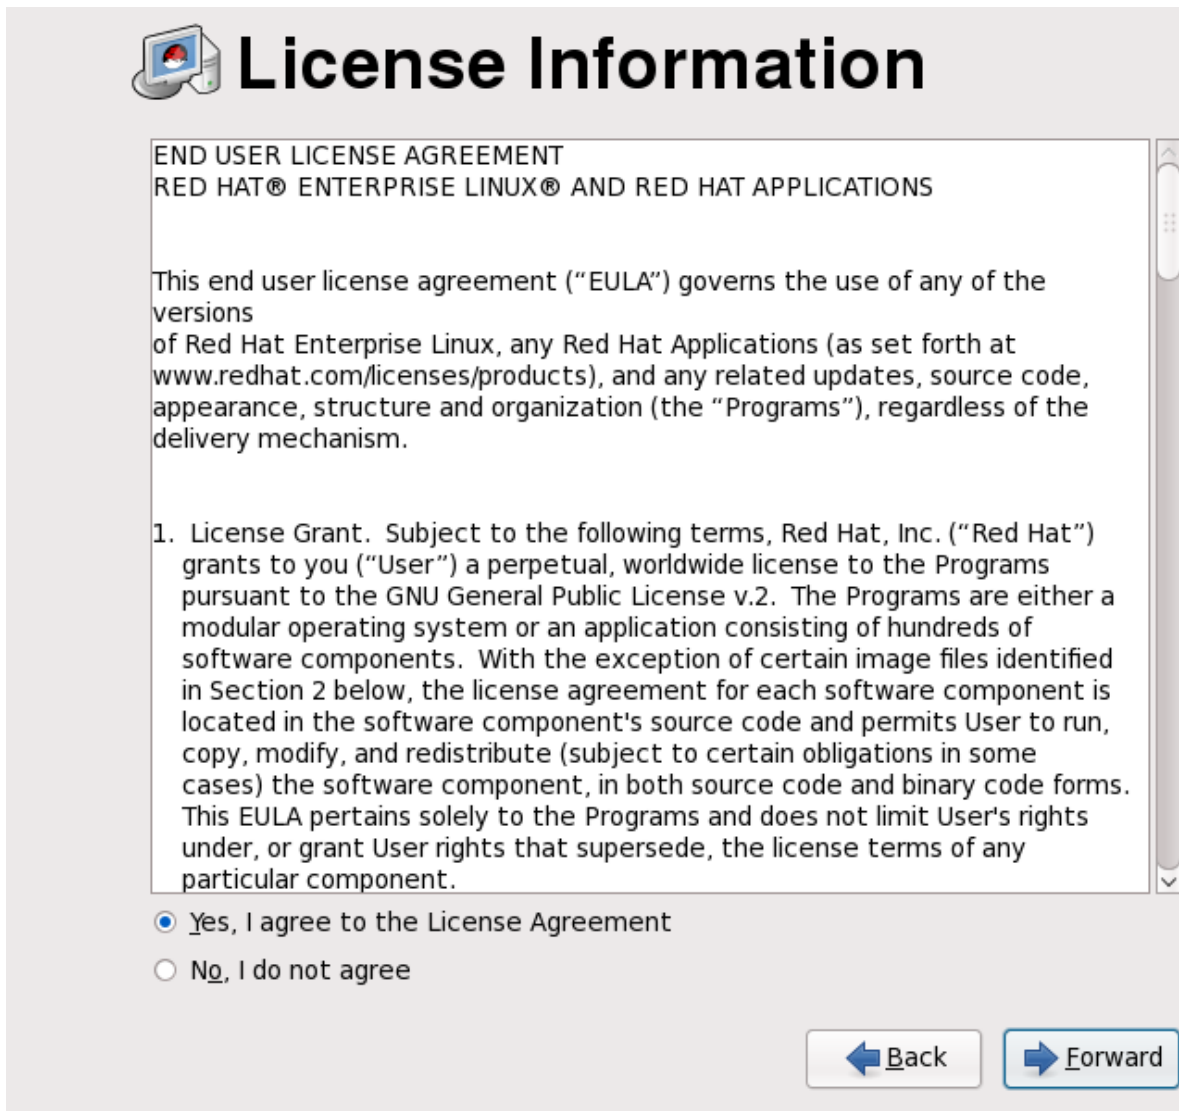 License Information
END USER LICENSE AGREEMENT
RED HAT® ENTERPRISE LINUX® AND RED HAT APPLICATIONS
This end user license agreement (“EULA”) governs the use of any of the
versions
of Red Hat Enterprise Linux, any Red Hat Applications (as set forth at
www.redhat.com/licenses/products), and any related updates, source code,
appearance, structure and organization (the “Programs”), regardless of the
delivery mechanism.
1.  License Grant.  Subject to the following terms, Red Hat, Inc. (“Red Hat”)
grants to you (“User”) a perpetual, worldwide license to the Programs
pursuant to the GNU General Public License v.2.  The Programs are either a
modular operating system or an application consisting of hundreds of
software components.  With the exception of certain image files identified
in Section 2 below, the license agreement for each software component is
located in the software component's source code and permits User to run,
copy, modify, and redistribute (subject to certain obligations in some
cases) the software component, in both source code and binary code forms.
This EULA pertains solely to the Programs and does not limit User's rights
under, or grant User rights that supersede, the license terms of any
particular component.
Yes, I agree to the License Agreement
No, I do not agree
Back
Forward